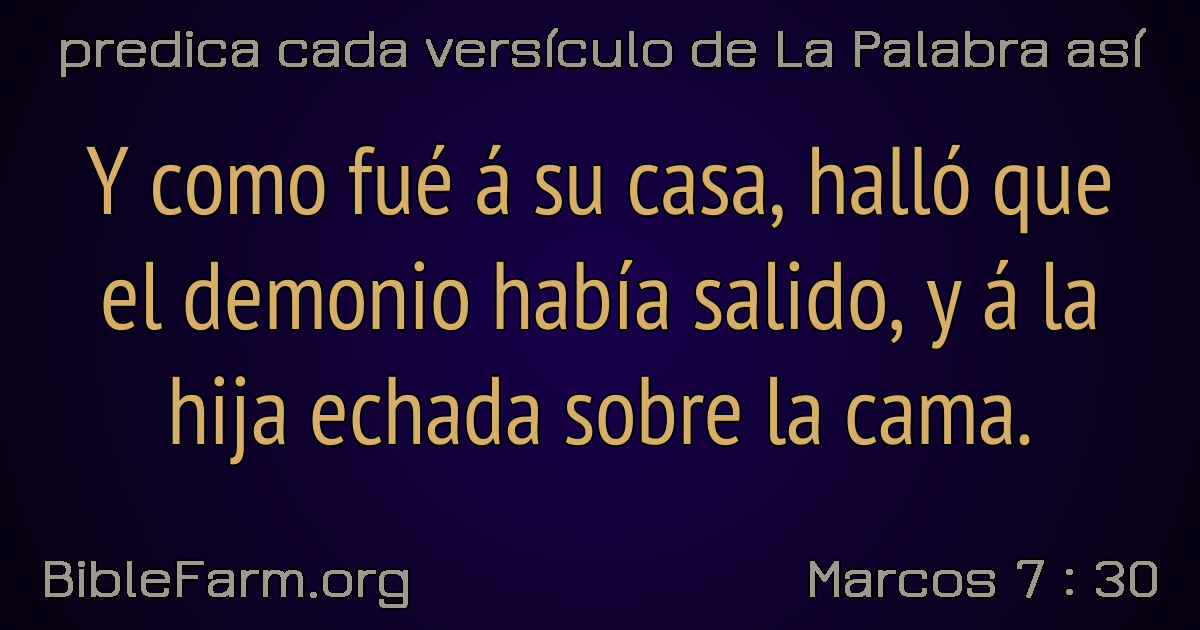 predica cada versículo de La Palabra así
Y como fué á su casa, halló que
el demonio había salido, y á la
hija echada sobre la cama.
BibleFarm.org
Marcos 7 : 30